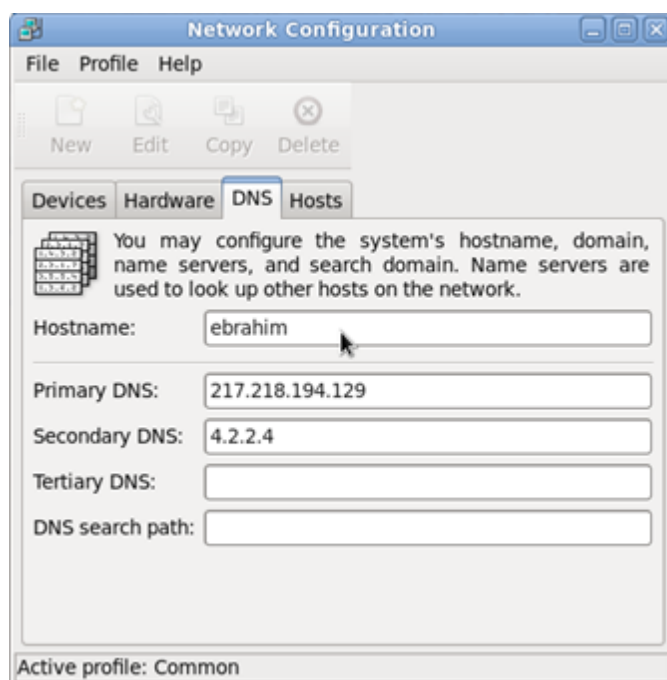 Network Configuration
File Profile Help
New Edit Copy Delete
Devices Hardware DNS Hosts
You may configure the system's hostname, domain,
name servers, and search domain. Name servers are
used to look up other hosts on the network.
Hostname: ebrahim
Primary DNS: 217.218.194.129
Secondary DNS: 4.2.2.4
Tertiary DNS:
DNS search path:
Active profile: Common